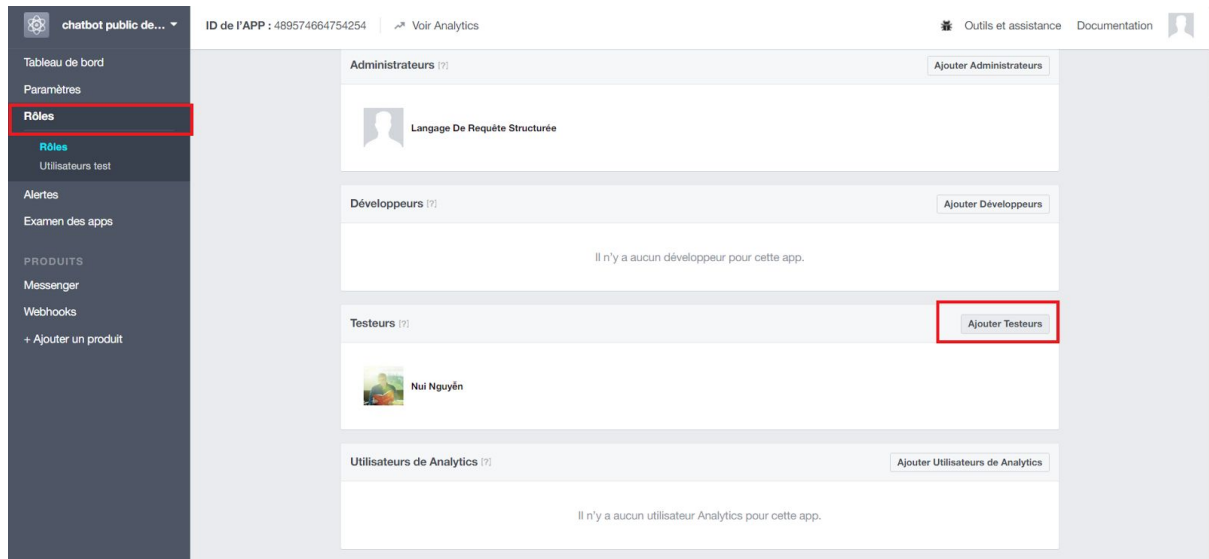 chatbot public de...
ID de l'APP : 489574664754254
Voir Analytics
Outils et assistance
Documentation
Tableau de bord
Paramètres
Rôles
Rôles
Utilisateurs test
Alertes
Examen des apps
PRODUITS
Messenger
Webhooks
+ Ajouter un produit
Administrateurs [?]
Ajouter Administrateurs
Langage De Requête Structurée
Développeurs [?]
Ajouter Développeurs
Il n'y a aucun développeur pour cette app.
Testeurs [?]
Ajouter Testeurs
Nui Nguyễn
Utilisateurs de Analytics [?]
Ajouter Utilisateurs de Analytics
Il n'y a aucun utilisateur Analytics pour cette app.